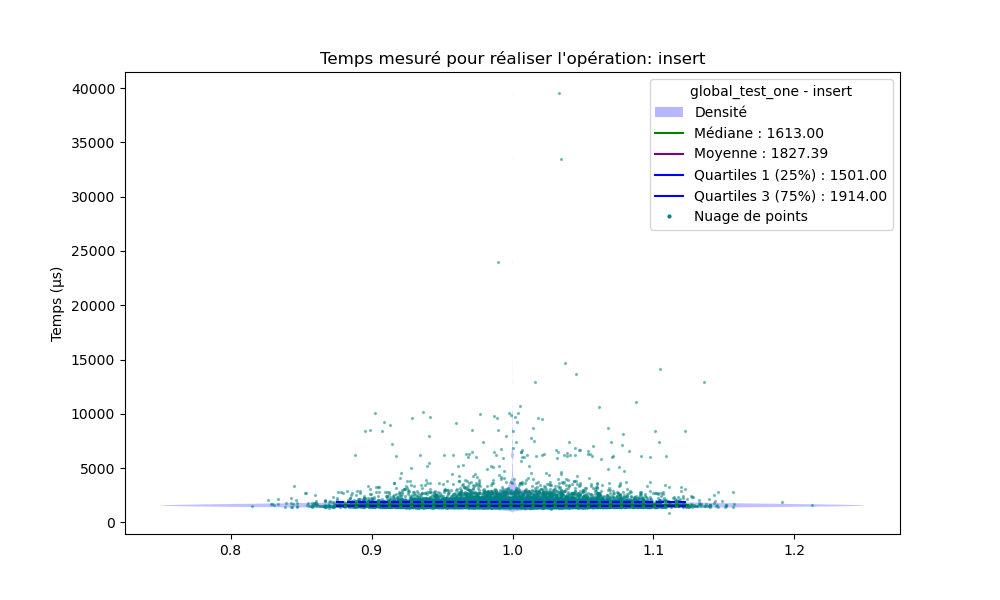 Temps mesuré pour réaliser l'opération: insert
global_test_one - insert
Densité
Médiane : 1613.00
Moyenne : 1827.39
Quartiles 1 (25%) : 1501.00
Quartiles 3 (75%) : 1914.00
Nuage de points
Temps (µs)
40000
35000
30000
25000
20000
15000
10000
5000
0
0.8 0.9 1.0 1.1 1.2